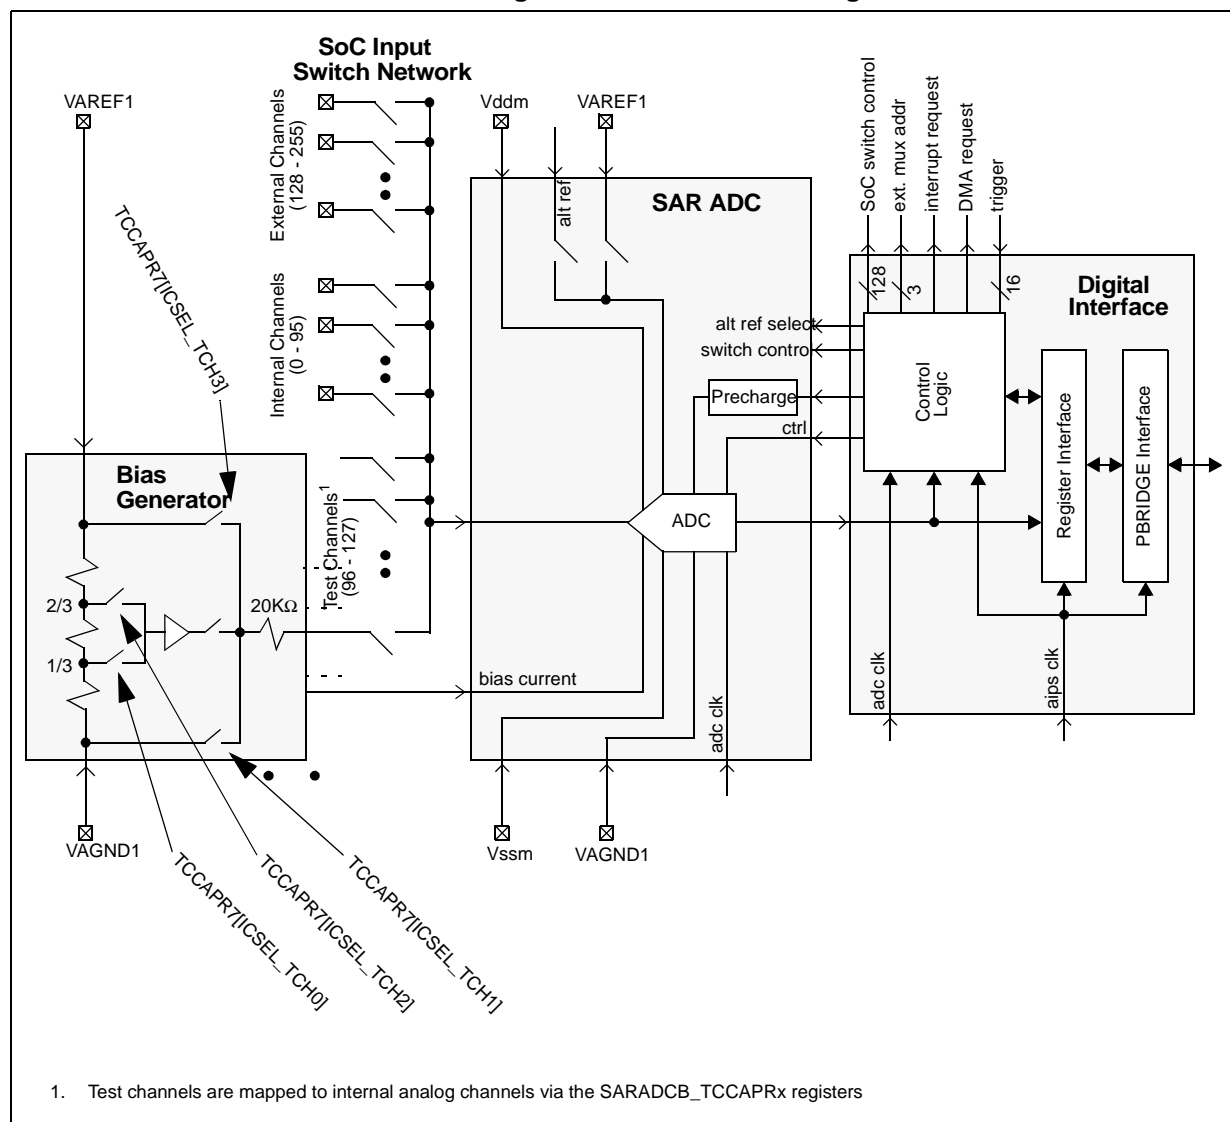 SoC Input
Switch Network
VAREF1
External Channels
(128 - 255)
Internal Channels
(0 - 95)
Test Channels1
(96 - 127)
Vddm
VAREF1
alt ref
SAR ADC
SoC switch control
ext. mux addr
interrupt request
DMA request
trigger
128
3
16
Digital
Interface
alt ref select
switch contro
Precharge
ctrl
Control
Logic
Register Interface
PBRIDGE Interface
TCCAPR7[ICSEL_TCH3]
Bias
Generator
2/3
1/3
20KΩ
ADC
bias current
adc clk
adc clk
aips clk
VAGND1
Vssm
VAGND1
TCCAPR7[ICSEL_TCH0]
TCCAPR7[ICSEL_TCH2]
TCCAPR7[ICSEL_TCH1]
1. Test channels are mapped to internal analog channels via the SARADCB_TCCAPRx registers